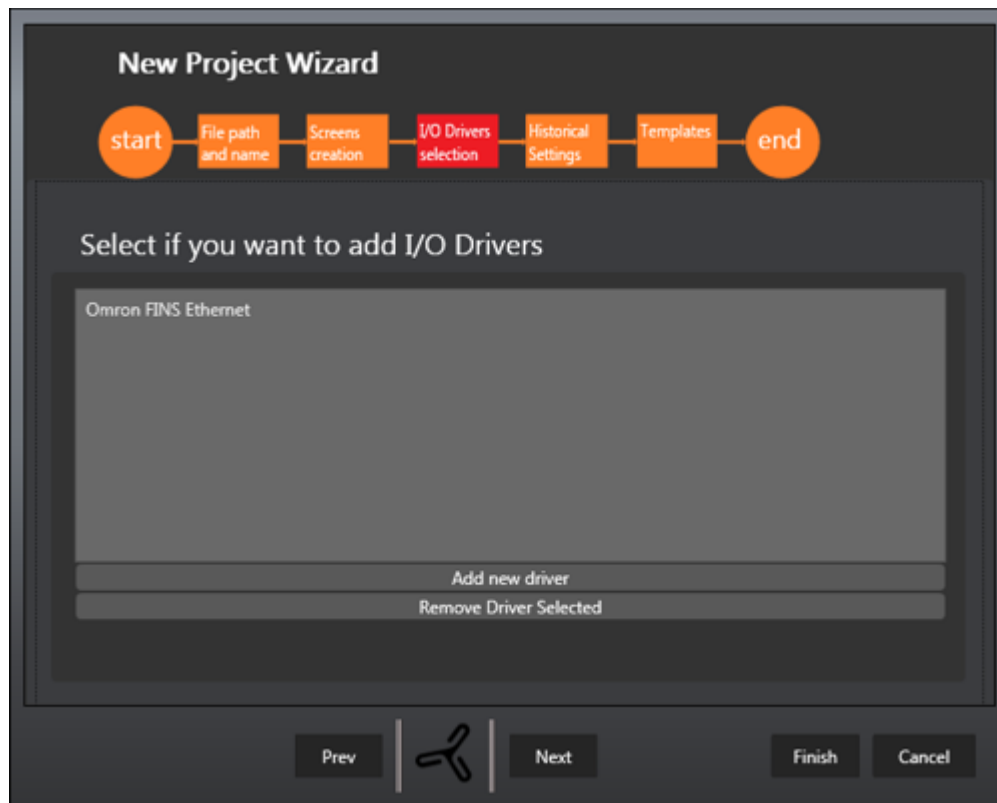 New Project Wizard
start
File path
and name
Screens
creation
I/O Drivers
selection
Historical
Settings
Templates
end
Select if you want to add I/O Drivers
Omron FINS Ethernet
Add new driver
Remove Driver Selected
Prev
Next
Finish
Cancel